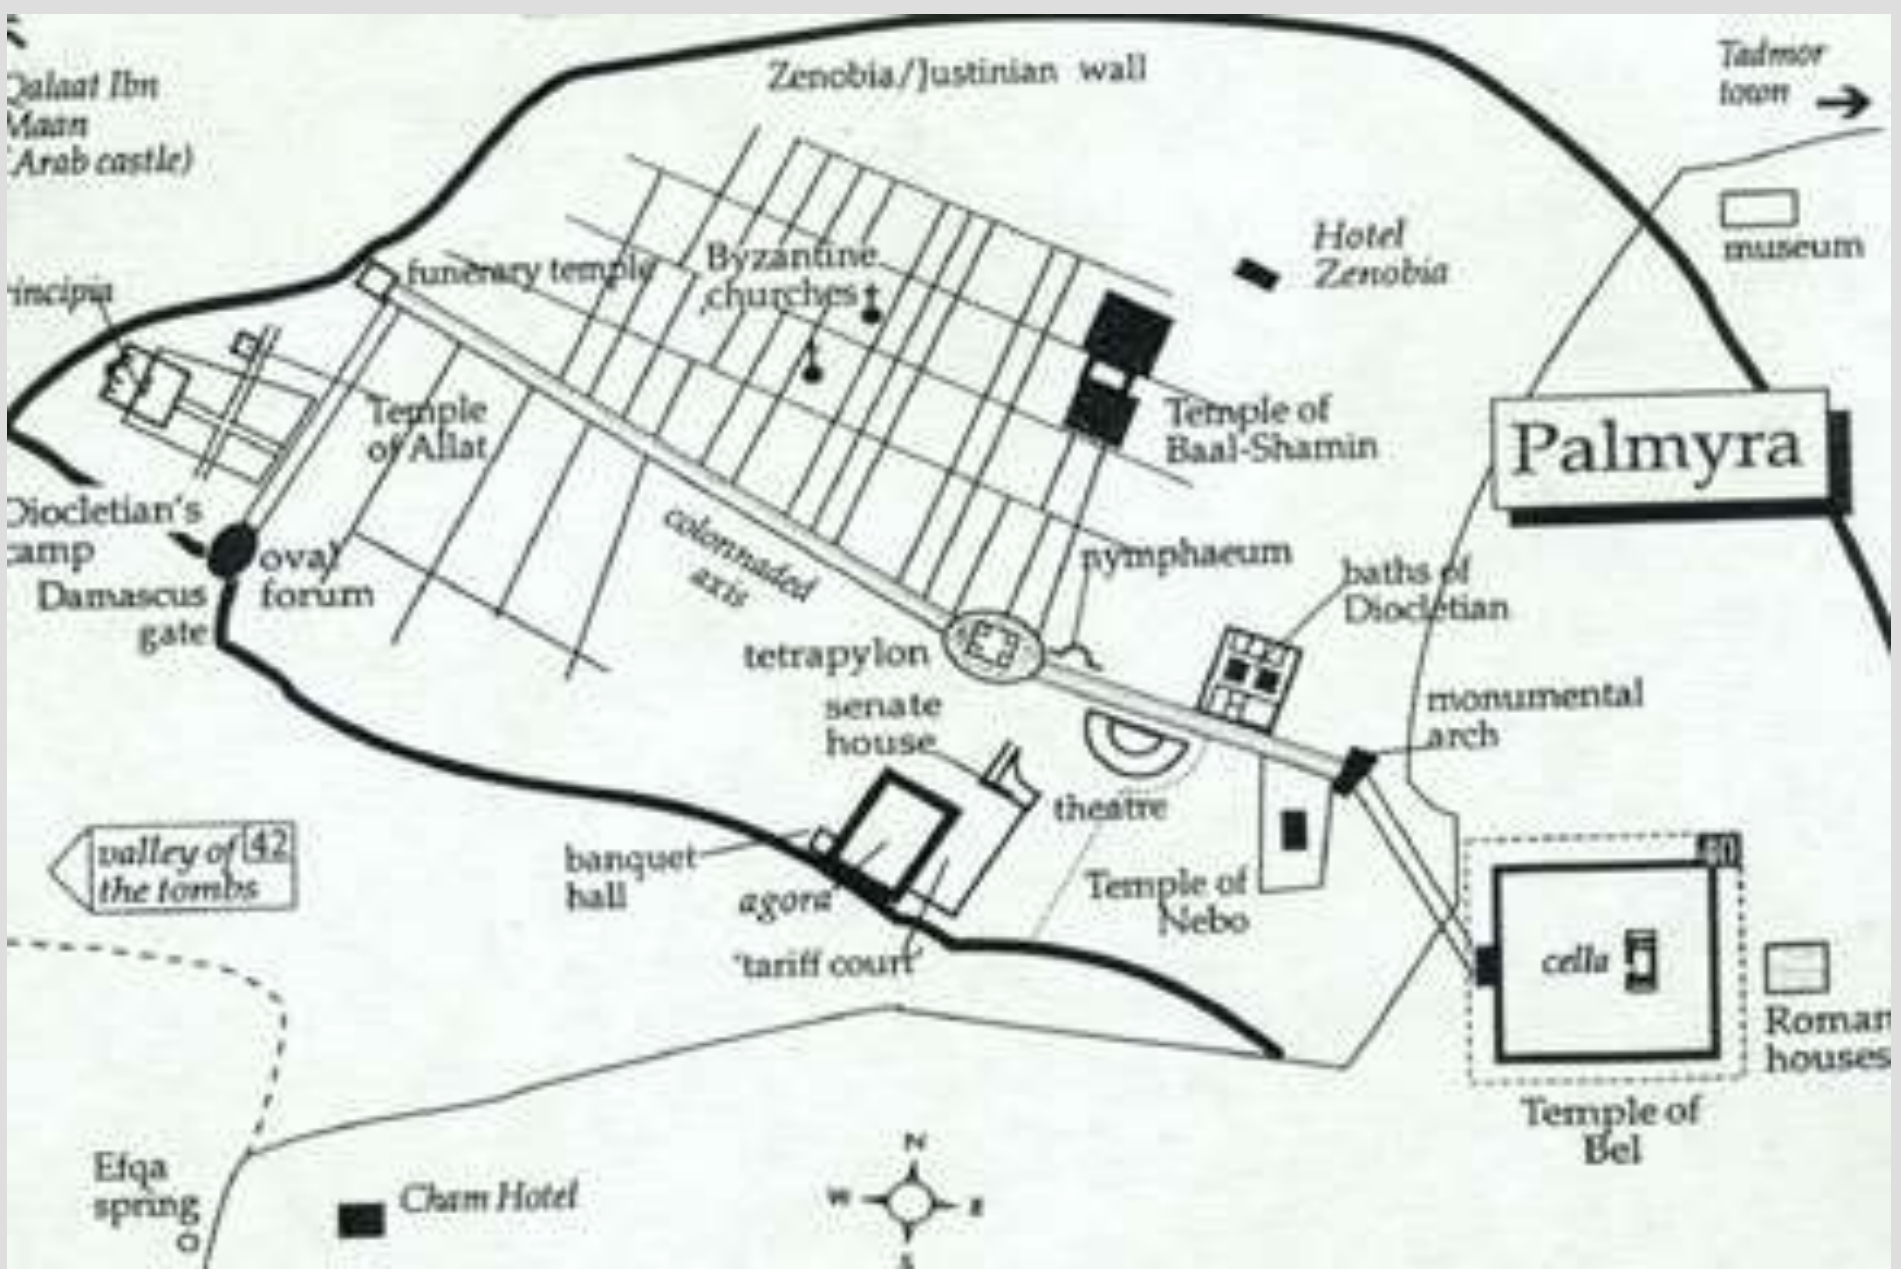 Zenobia/Justinian wall
Tadmor
town
Qalaat Ibn
Maan
(Arab castle)
museum
Hotel
Zenobia
Byzantine
churches
funerary temple
rincipia
Temple
of Allat
Temple of
Baal-Shamin
Palmyra
Diocletian's
camp
oval
forum
Damascus
gate
colonnaded
axis
nymphaeum
baths of
Diocletian
tetrapylon
senate
house
monumental
arch
theatre
valley of 42
the tombs
banquet
hall
agora
'tariff court'
Temple of
Nebo
cella
Roman
houses
Temple of
Bel
Efqa
spring
Cham Hotel
N
W
E
S